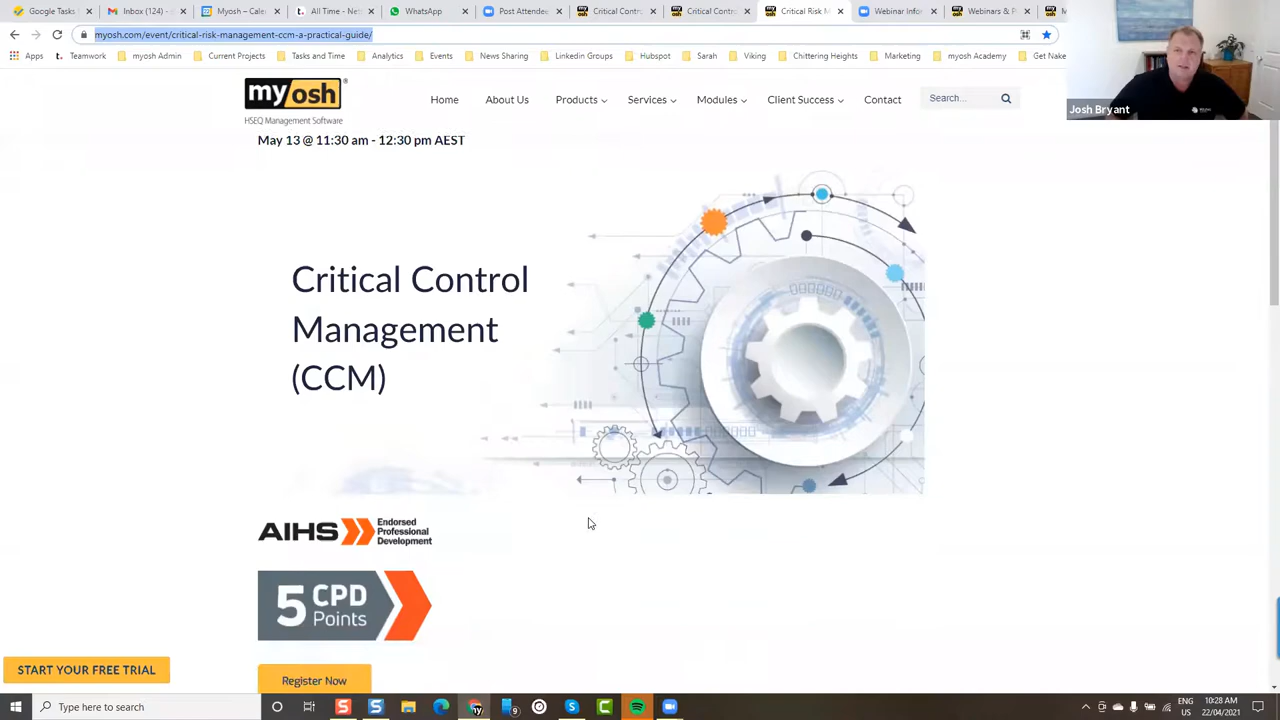 Google Tasks
Inbox (124) -
Myosh – C
All Time - N
WhatsApp
Post Attende
Critical Contr
Critical Contr
Critical Risk M
Webinar Infor
Webinars & F
myosh.com/event/critical-risk-management-ccm-a-practical-guide/
Apps
Teamwork
myosh Admin
Current Projects
Tasks and Time
Analytics
Events
News Sharing
Linkedin Groups
Hubspot
Sarah
Viking
Chittering Heights
Marketing
myosh Academy
Get Nake
Josh Bryant
myosh
HSEQ Management Software
Home
About Us
Products
Services
Modules
Client Success
Contact
Search...
May 13 @ 11:30 am - 12:30 pm AEST
Critical Control
Management
(CCM)
AIHS
Endorsed
Professional
Development
5 CPD
Points
START YOUR FREE TRIAL
Register Now
Type here to search
ENG
US
10:28 AM
22/04/2021